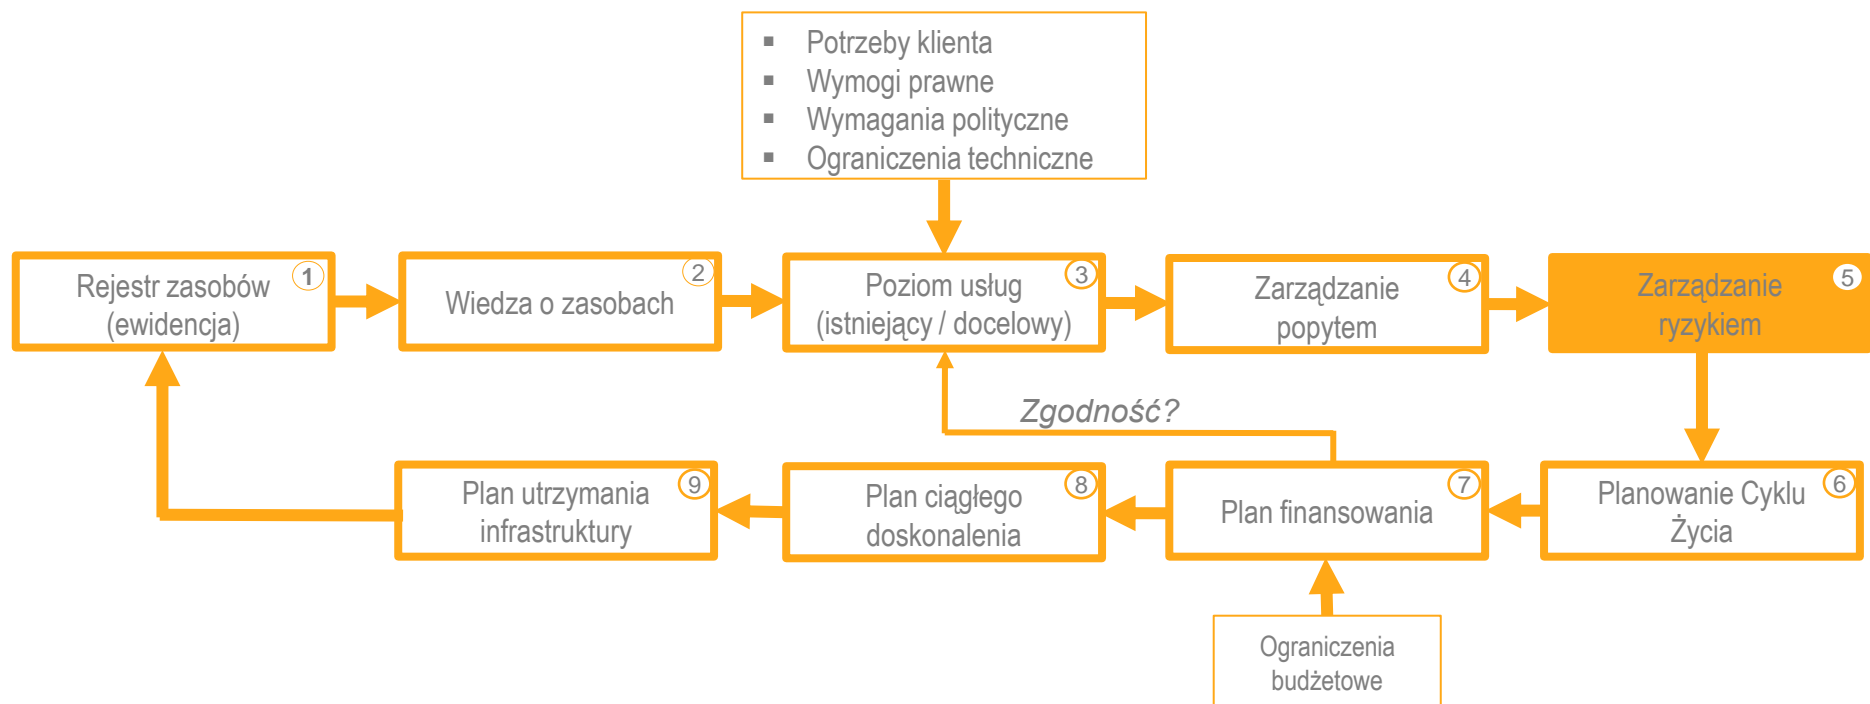 ▪ Potrzeby klienta
▪ Wymogi prawne
▪ Wymagania polityczne
▪ Ograniczenia techniczne
Rejestr zasobów
(ewidencja)
1
Wiedza o zasobach
2
Poziom usług
(istniejący / docelowy)
3
Zarządzanie
popytem
4
Zarządzanie
ryzykiem
5
Zgodność?
Plan utrzymania
infrastruktury
9
Plan ciągłego
doskonalenia
8
Plan finansowania
7
Planowanie Cyklu
Życia
6
Ograniczenia
budżetowe